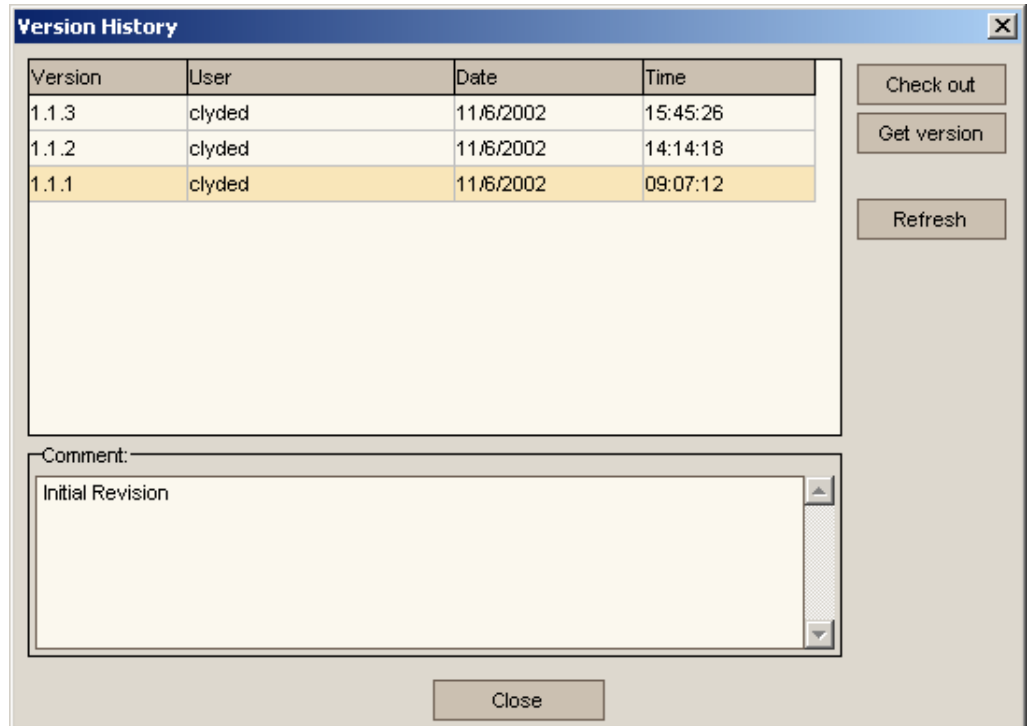 Version History
Version User Date Time
1.1.3 clyded 11/6/2002 15:45:26
1.1.2 clyded 11/6/2002 14:14:18
1.1.1 clyded 11/6/2002 09:07:12
Check out
Get version
Refresh
Comment:
Initial Revision
Close